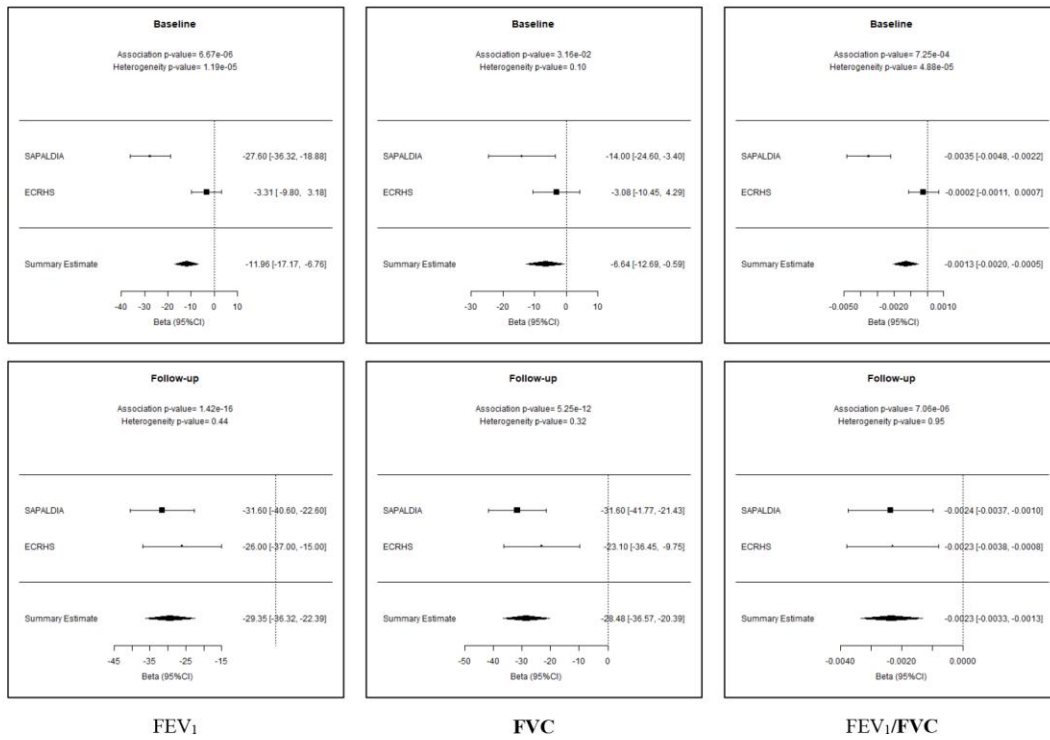 Baseline
Association p-value= 6.67e-06
Heterogeneity p-value= 1.19e-05
SAPALDIA -27.60 [-36.32, -18.88]
ECRHS -3.31 [ -9.80, 3.18]
Summary Estimate -11.96 [-17.17, -6.76]
-40 -30 -20 -10 0 10
Beta (95%CI)
Baseline
Association p-value= 3.16e-02
Heterogeneity p-value= 0.10
SAPALDIA -14.00 [-24.60, -3.40]
ECRHS -3.08 [-10.45, 4.29]
Summary Estimate -6.64 [-12.69, -0.59]
-30 -20 -10 0 10
Beta (95%CI)
Baseline
Association p-value= 7.25e-04
Heterogeneity p-value= 4.88e-05
SAPALDIA -0.0035 [-0.0048, -0.0022]
ECRHS -0.0002 [-0.0011, 0.0007]
Summary Estimate -0.0013 [-0.0020, -0.0005]
-0.0050 -0.0020 0.0010
Beta (95%CI)
Follow-up
Association p-value= 1.42e-16
Heterogeneity p-value= 0.44
SAPALDIA -31.60 [-40.60, -22.60]
ECRHS -26.00 [-37.00, -15.00]
Summary Estimate -29.35 [-36.32, -22.39]
-45 -35 -25 -15
Beta (95%CI)
Follow-up
Association p-value= 5.25e-12
Heterogeneity p-value= 0.32
SAPALDIA -31.60 [-41.77, -21.43]
ECRHS -23.10 [-36.45, -9.75]
Summary Estimate -28.48 [-36.57, -20.39]
-50 -40 -30 -20 -10 0
Beta (95%CI)
Follow-up
Association p-value= 7.06e-06
Heterogeneity p-value= 0.95
SAPALDIA -0.0024 [-0.0037, -0.0010]
ECRHS -0.0023 [-0.0038, -0.0008]
Summary Estimate -0.0023 [-0.0033, -0.0013]
-0.0040 -0.0020 0.0000
Beta (95%CI)
FEV₁ FVC FEV₁/FVC